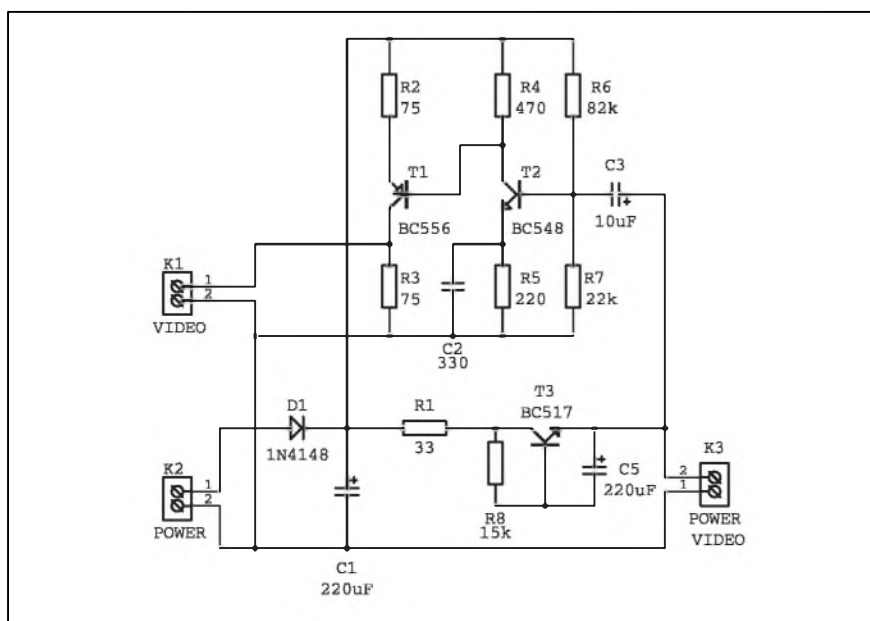 R2
75
R4
470
R6
82k
T1
T2
C3
BC556
BC548
10uF
K1
1
2
VIDEO
R3
75
R5
220
R7
22k
C2
330
D1
1N4148
R1
33
T3
BC517
K2
1
2
POWER
R8
15k
C5
220uF
K3
2
1
POWER
VIDEO
C1
220uF